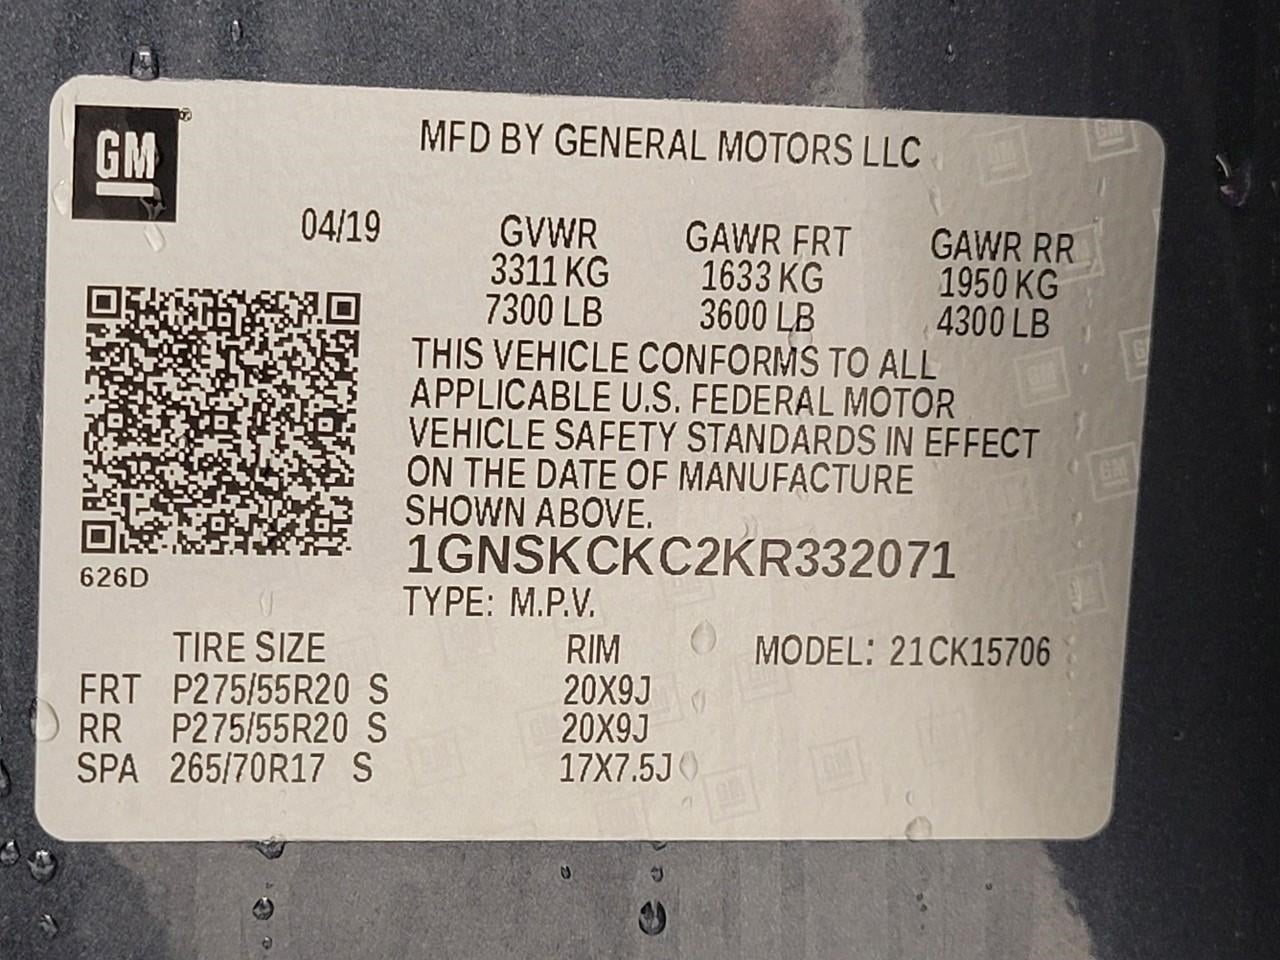 GM
MFD BY GENERAL MOTORS LLC
04/19 GVWR GAWR FRT GAWR RR
3311 KG 1633 KG 1950 KG
7300 LB 3600 LB 4300 LB
THIS VEHICLE CONFORMS TO ALL
APPLICABLE U.S. FEDERAL MOTOR
VEHICLE SAFETY STANDARDS IN EFFECT
ON THE DATE OF MANUFACTURE
SHOWN ABOVE.
1GNSKCKC2KR332071
626D
TYPE: M.P.V.
TIRE SIZE RIM MODEL: 21CK15706
FRT P275/55R20 S 20X9J
RR P275/55R20 S 20X9J
SPA 265/70R17 S 17X7.5J